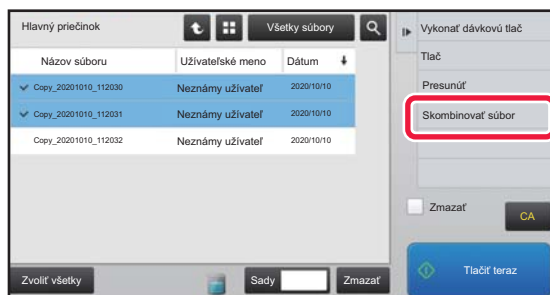 Hlavný priečinok
Všetky súbory
Názov súboru Užívateľské meno Dátum
Copy_20201010_112030 Neznámy užívateľ 2020/10/10
Copy_20201010_112031 Neznámy užívateľ 2020/10/10
Copy_20201010_112032 Neznámy užívateľ 2020/10/10
Zvoliť všetky Sady Zmazať
Vykonať dávkovú tlač
Tlač
Presunúť
Skombinovať súbor
Zmazať
CA
Tlačiť teraz